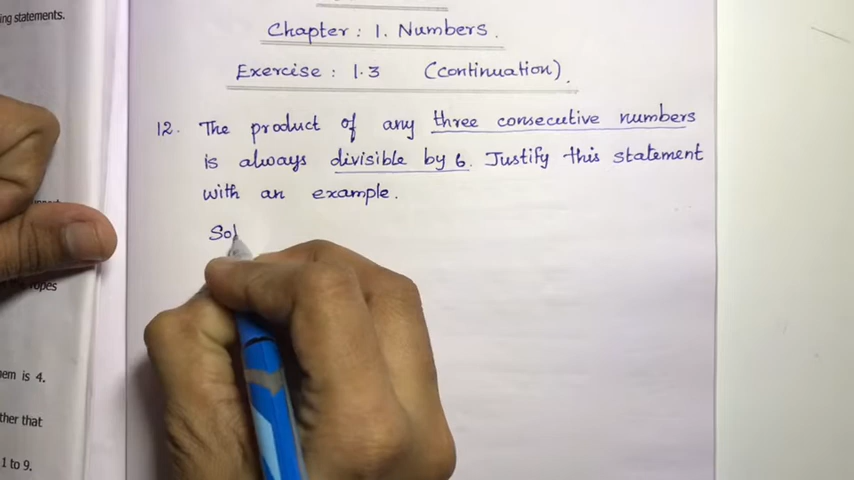 ing statements.
Chapter : 1. Numbers.
Exercise : 1.3 (continuation).
12. The product of any three consecutive numbers
is always divisible by 6. Justify this statement
with an example.
Sol
ropes
em is 4.
ther that
1 to 9.